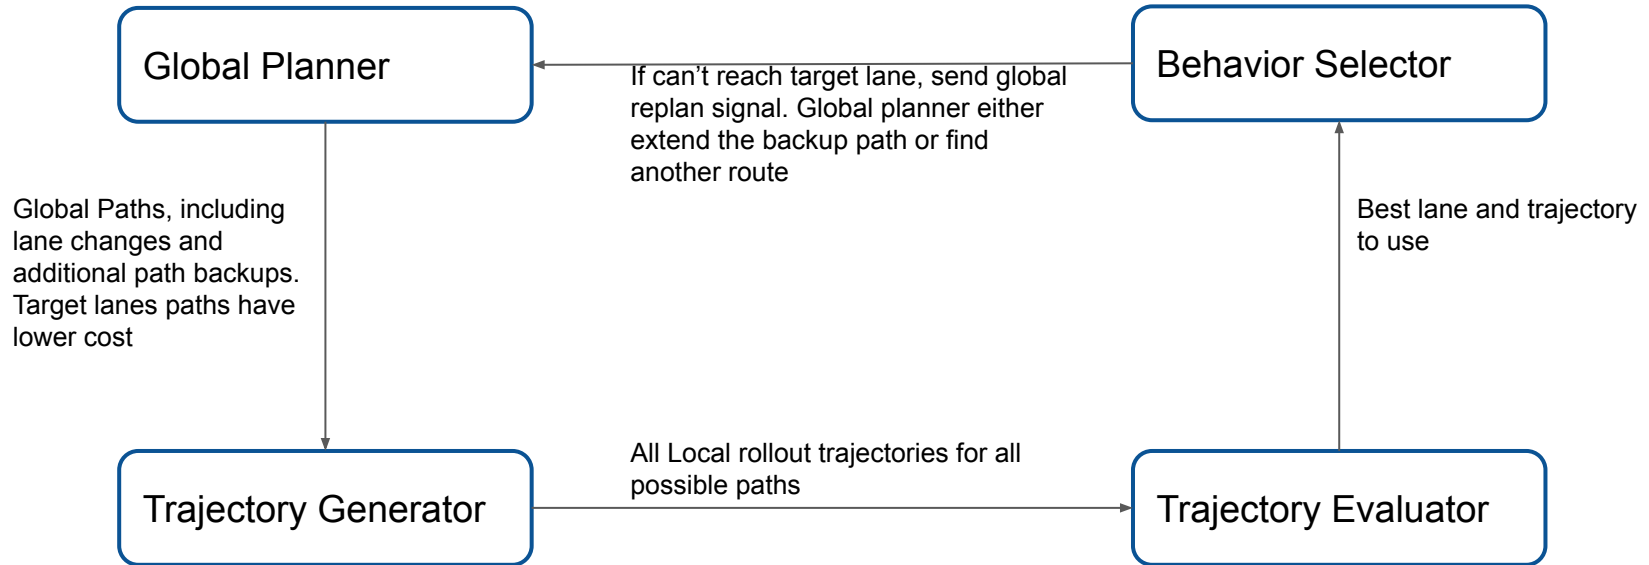 Global Planner
Behavior Selector
If can’t reach target lane, send global
replan signal. Global planner either
extend the backup path or find
another route
Global Paths, including
lane changes and
additional path backups.
Target lanes paths have
lower cost
Best lane and trajectory
to use
All Local rollout trajectories for all
possible paths
Trajectory Generator
Trajectory Evaluator